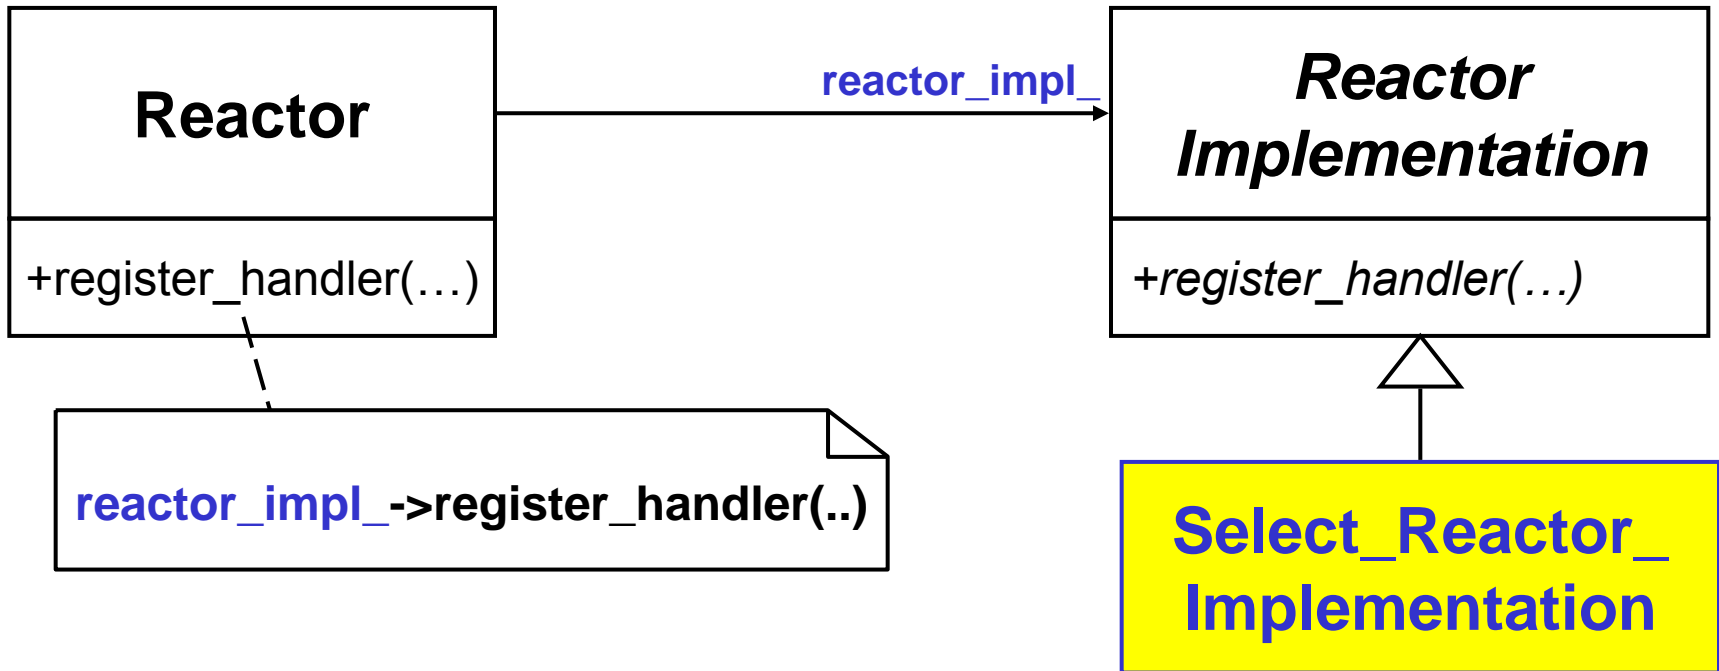 Reactor
+register_handler(…)
reactor_impl_
Reactor
Implementation
+register_handler(…)
reactor_impl_->register_handler(..)
Select_Reactor_
Implementation